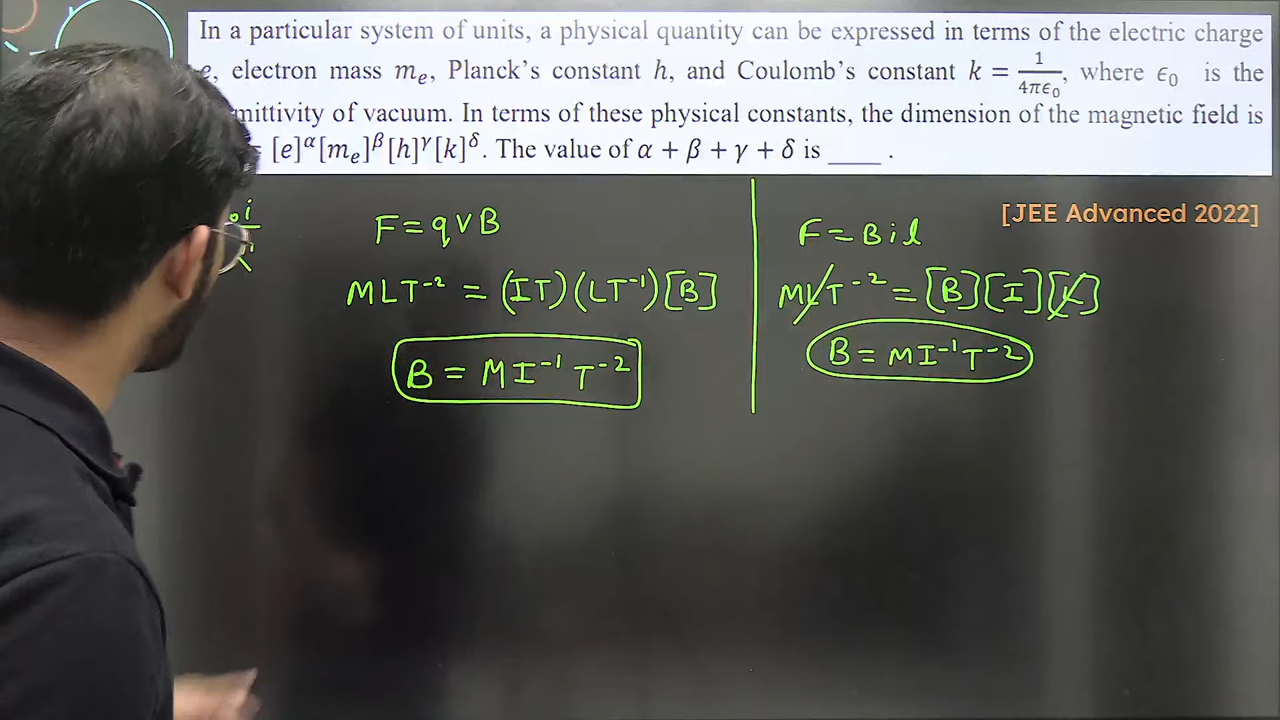 In a particular system of units, a physical quantity can be expressed in terms of the electric charge
e, electron mass mₑ, Planck's constant h, and Coulomb's constant k = 1/4πϵ₀, where ϵ₀ is the
mittivity of vacuum. In terms of these physical constants, the dimension of the magnetic field is
= [e]^α[mₑ]^β[h]^γ[k]^δ. The value of α + β + γ + δ is ____ .
[JEE Advanced 2022]
F = qvB
MLT⁻² = (IT)(LT⁻¹)[B]
B = MI⁻¹T⁻²
F = Bil
MLT⁻² = [B][I][L]
B = MI⁻¹T⁻²